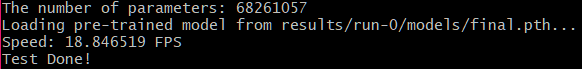 The number of parameters: 68261057
Loading pre-trained model from results/run-0/models/final.pth...
Speed: 18.846519 FPS
Test Done!